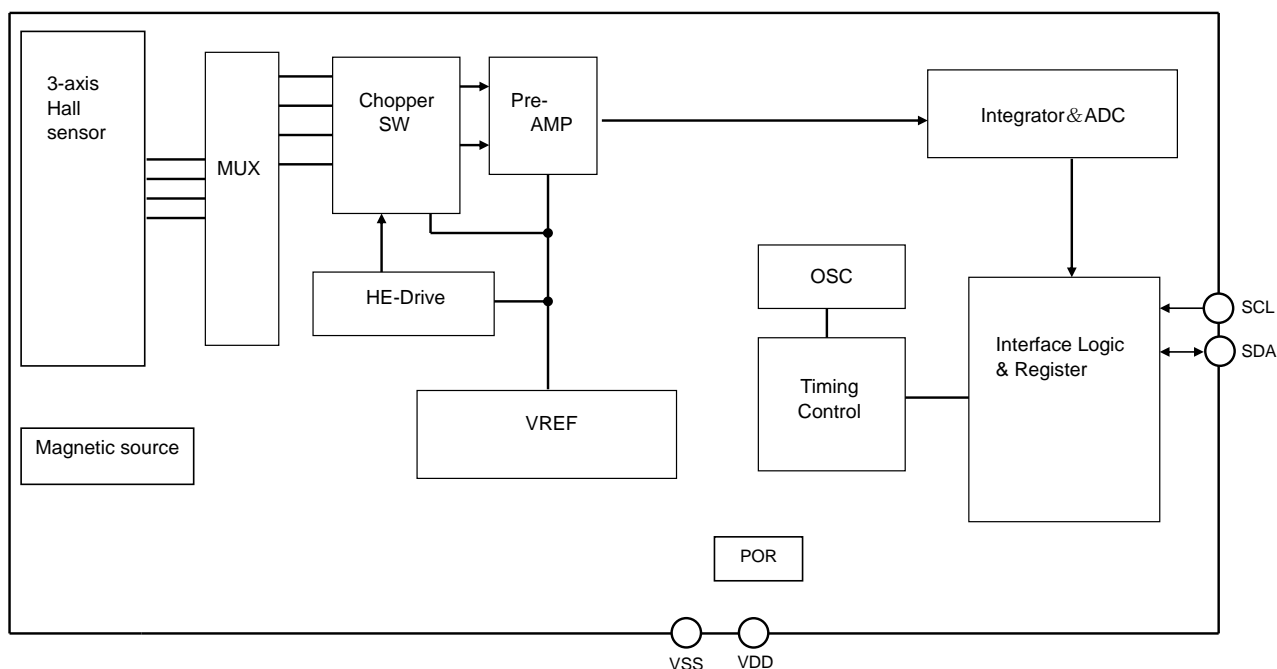 3-axis
Hall
sensor
MUX
Chopper
SW
Pre-
AMP
Integrator&ADC
HE-Drive
OSC
Interface Logic
& Register
SCL
SDA
Timing
Control
VREF
Magnetic source
POR
VSS
VDD